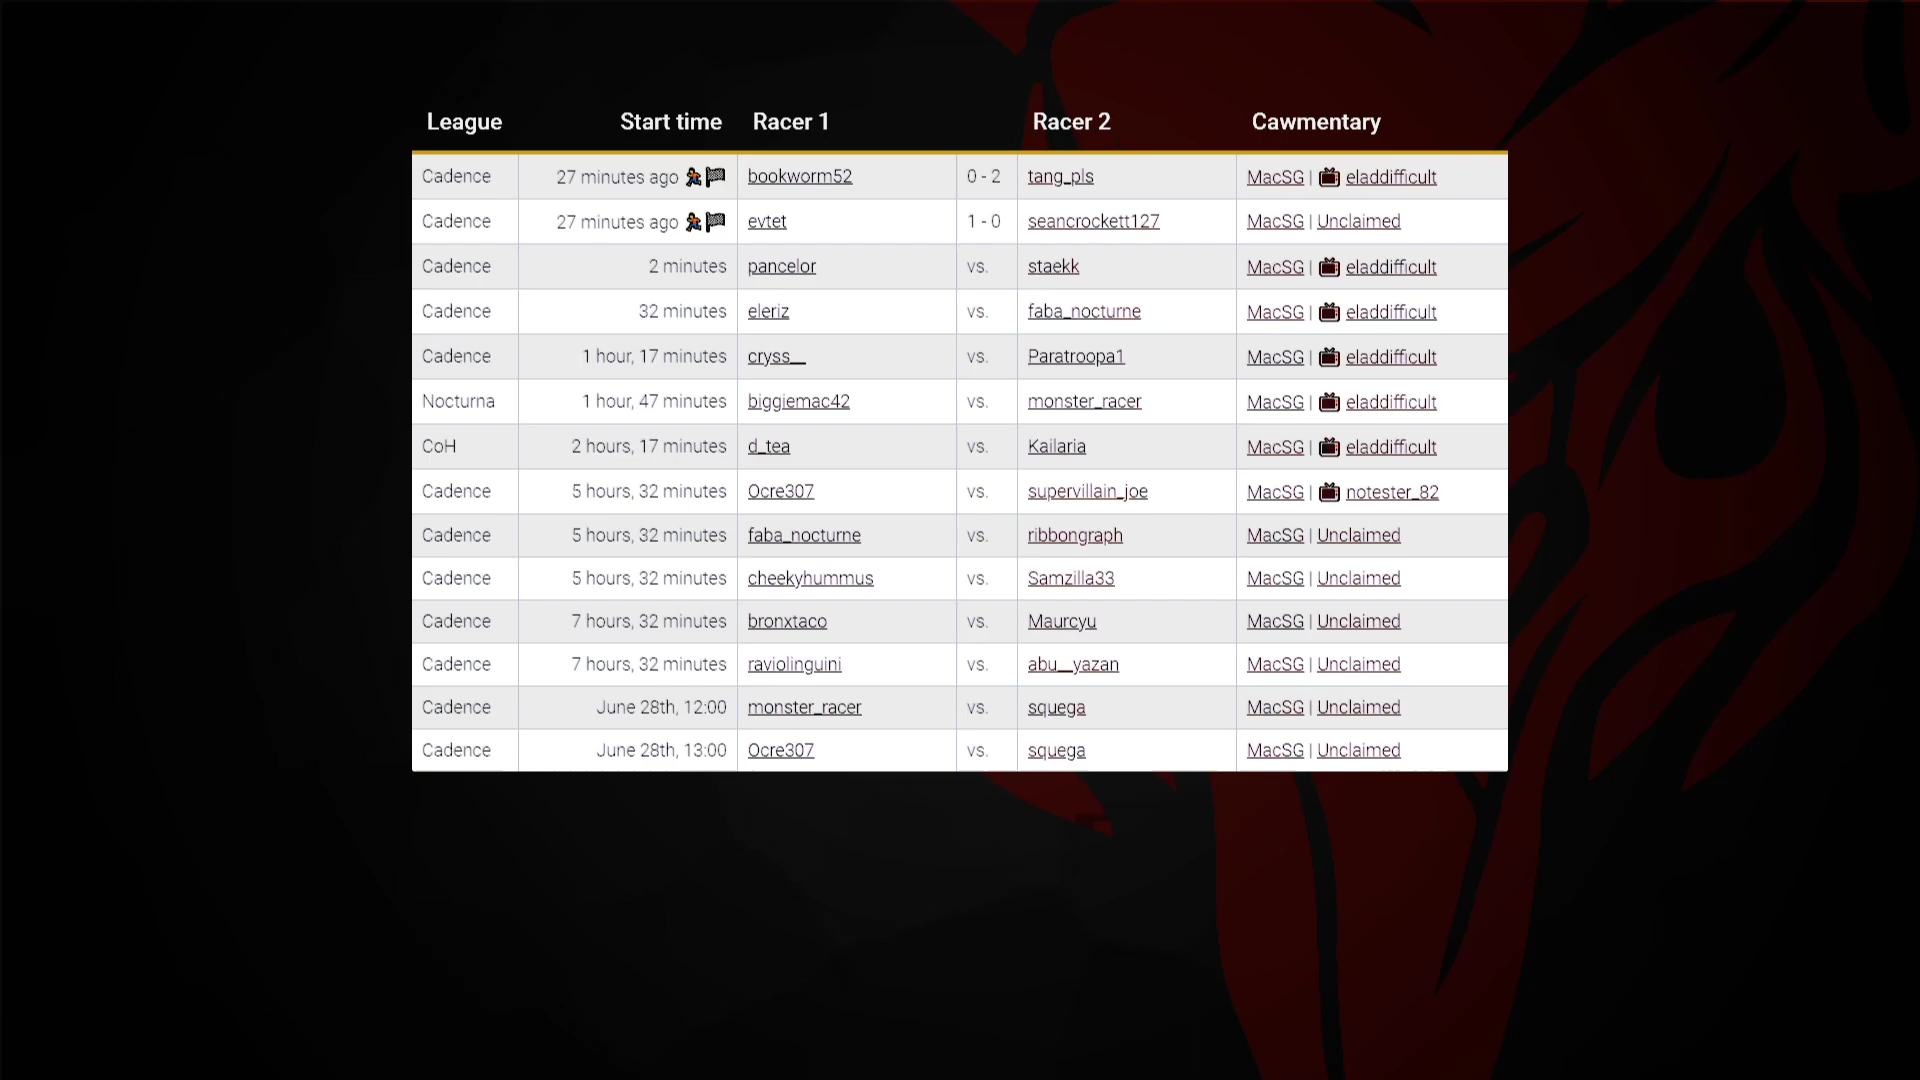 League Start time Racer 1 Racer 2 Cawmentary
Cadence 27 minutes ago bookworm52 0 - 2 tang_pls MacSG | eladdifficult
Cadence 27 minutes ago evtet 1 - 0 seancrockett127 MacSG | Unclaimed
Cadence 2 minutes pancelor vs. staekk MacSG | eladdifficult
Cadence 32 minutes eleriz vs. faba_nocturne MacSG | eladdifficult
Cadence 1 hour, 17 minutes cryss__ vs. Paratroopa1 MacSG | eladdifficult
Nocturna 1 hour, 47 minutes biggiemac42 vs. monster_racer MacSG | eladdifficult
CoH 2 hours, 17 minutes d_tea vs. Kailaria MacSG | eladdifficult
Cadence 5 hours, 32 minutes Ocre307 vs. supervillain_joe MacSG | notester_82
Cadence 5 hours, 32 minutes faba_nocturne vs. ribbongraph MacSG | Unclaimed
Cadence 5 hours, 32 minutes cheekyhummus vs. Samzilla33 MacSG | Unclaimed
Cadence 7 hours, 32 minutes bronxtaco vs. Maurcyu MacSG | Unclaimed
Cadence 7 hours, 32 minutes raviolinguini vs. abu__yazan MacSG | Unclaimed
Cadence June 28th, 12:00 monster_racer vs. squega MacSG | Unclaimed
Cadence June 28th, 13:00 Ocre307 vs. squega MacSG | Unclaimed